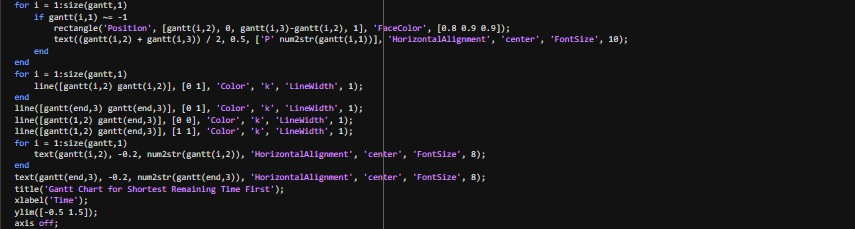 for i = 1:size(gantt,1)
if gantt(i,1) ~= -1
rectangle('Position', [gantt(i,2), 0, gantt(i,3)-gantt(i,2), 1], 'FaceColor', [0.8 0.9 0.9]);
text((gantt(i,2) + gantt(i,3)) / 2, 0.5, ['P' num2str(gantt(i,1))], 'HorizontalAlignment', 'center', 'FontSize', 10);
end
end
for i = 1:size(gantt,1)
line([gantt(i,2) gantt(i,2)], [0 1], 'Color', 'k', 'LineWidth', 1);
end
line([gantt(end,3) gantt(end,3)], [0 1], 'Color', 'k', 'LineWidth', 1);
line([gantt(1,2) gantt(end,3)], [0 0], 'Color', 'k', 'LineWidth', 1);
line([gantt(1,2) gantt(end,3)], [1 1], 'Color', 'k', 'LineWidth', 1);
for i = 1:size(gantt,1)
text(gantt(i,2), -0.2, num2str(gantt(i,2)), 'HorizontalAlignment', 'center', 'FontSize', 8);
end
text(gantt(end,3), -0.2, num2str(gantt(end,3)), 'HorizontalAlignment', 'center', 'FontSize', 8);
title('Gantt Chart for Shortest Remaining Time First');
xlabel('Time');
ylim([-0.5 1.5]);
axis off;